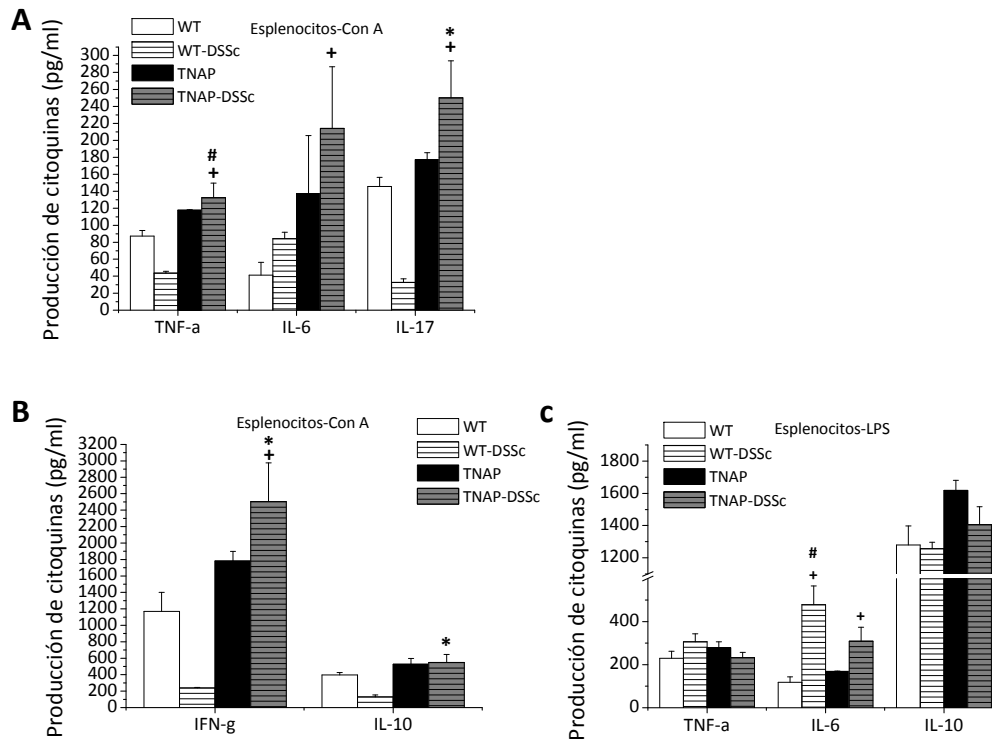 A
Esplenocitos-Con A
WT
WT-DSSc
TNAP
TNAP-DSSc
Producción de citoquinas (pg/ml)
300
280
260
240
220
200
180
160
140
120
100
80
60
40
20
0
#
+
+
*
+
TNF-a IL-6 IL-17
B
Esplenocitos-Con A
WT
WT-DSSc
TNAP
TNAP-DSSc
Producción de citoquinas (pg/ml)
3200
3000
2800
2600
2400
2200
2000
1800
1600
1400
1200
1000
800
600
400
200
0
*
+
*
IFN-g IL-10
c
Esplenocitos-LPS
WT
WT-DSSc
TNAP
TNAP-DSSc
Producción de citoquinas (pg/ml)
1800
1600
1400
1200
400
200
0
#
+
+
TNF-a IL-6 IL-10